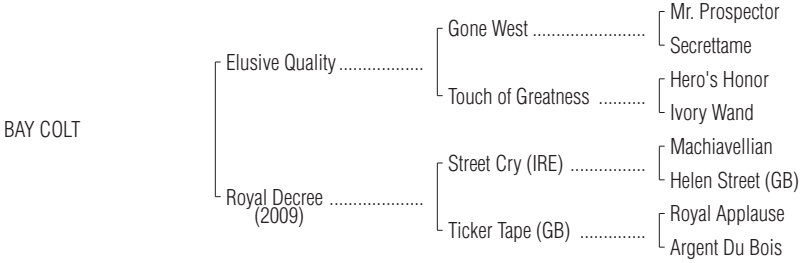 Mr. Prospector
Gone West ........................
Secrettame
Elusive Quality ..................
Hero's Honor
Touch of Greatness ..........
Ivory Wand
BAY COLT
Machiavellian
Street Cry (IRE) ................
Helen Street (GB)
Royal Decree ....................
(2009)
Royal Applause
Ticker Tape (GB) ..............
Argent Du Bois